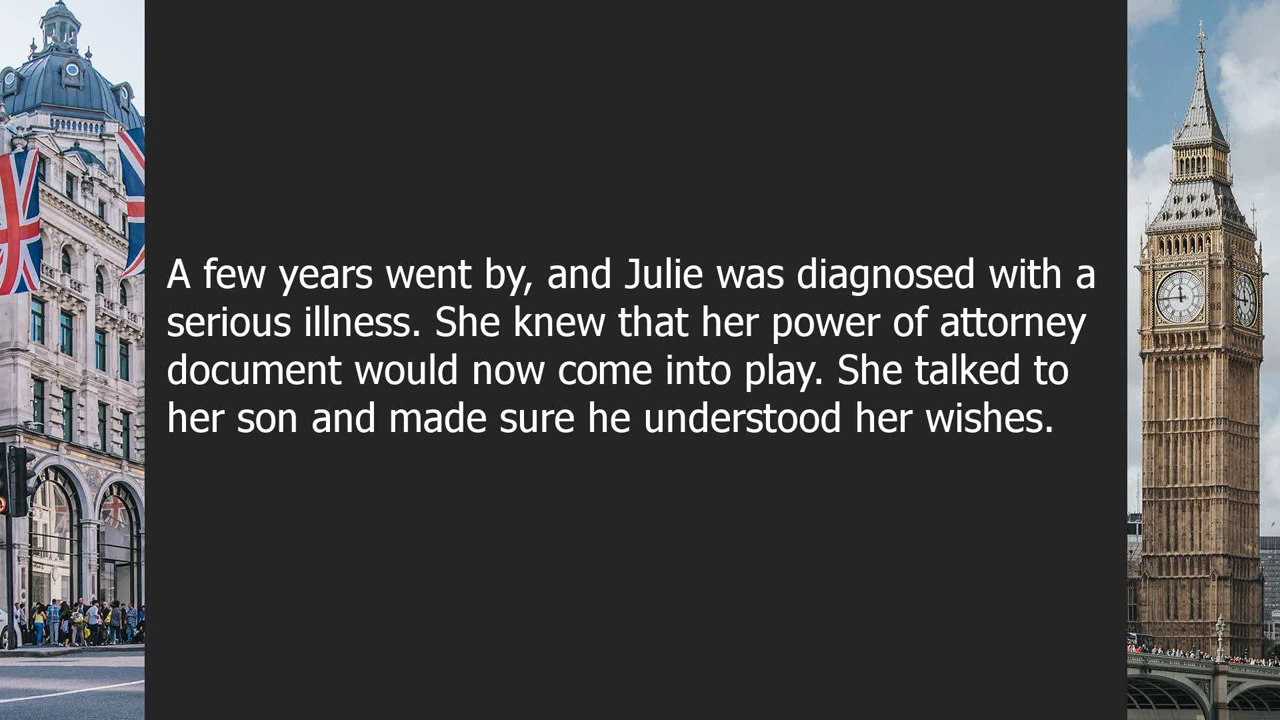 A few years went by, and Julie was diagnosed with a
serious illness. She knew that her power of attorney
document would now come into play. She talked to
her son and made sure he understood her wishes.